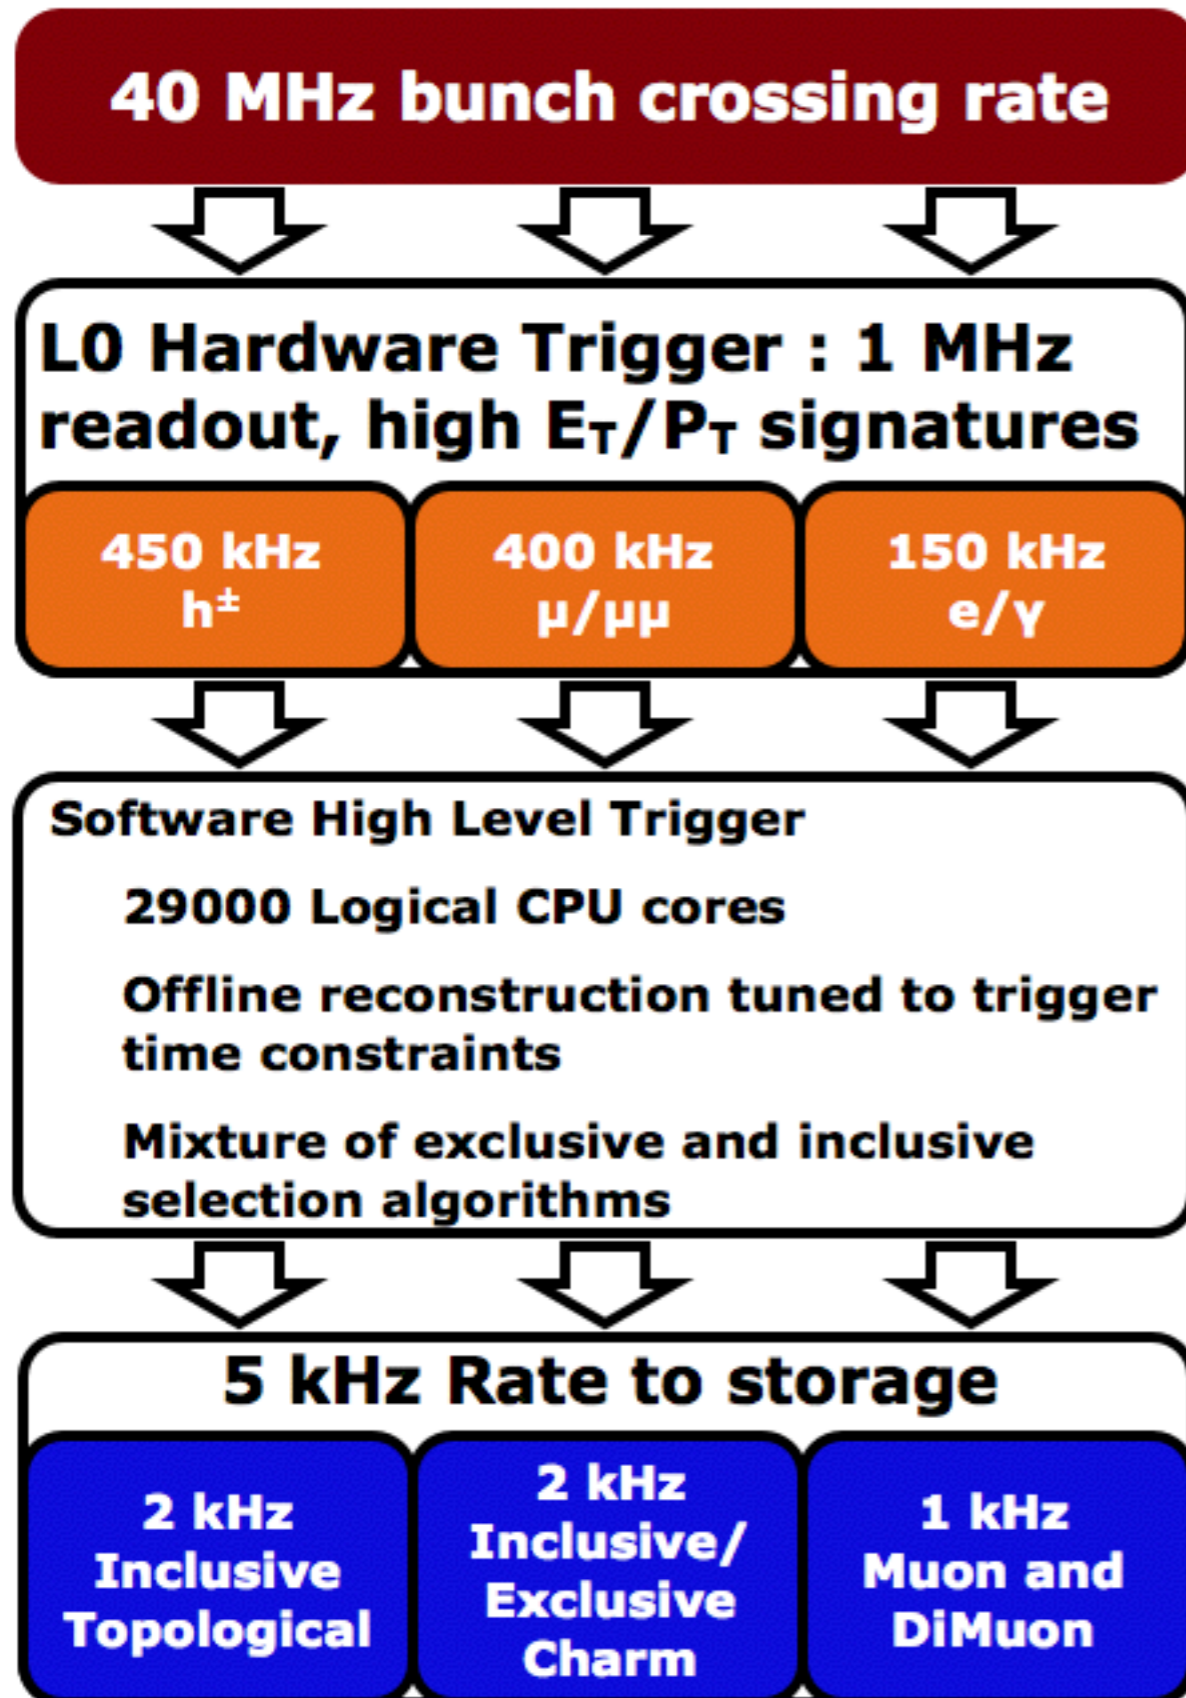 40 MHz bunch crossing rate
L0 Hardware Trigger : 1 MHz
readout, high E_T/P_T signatures
450 kHz
h±
400 kHz
μ/μμ
150 kHz
e/γ
Software High Level Trigger
29000 Logical CPU cores
Offline reconstruction tuned to trigger
time constraints
Mixture of exclusive and inclusive
selection algorithms
5 kHz Rate to storage
2 kHz
Inclusive
Topological
2 kHz
Inclusive/
Exclusive
Charm
1 kHz
Muon and
DiMuon